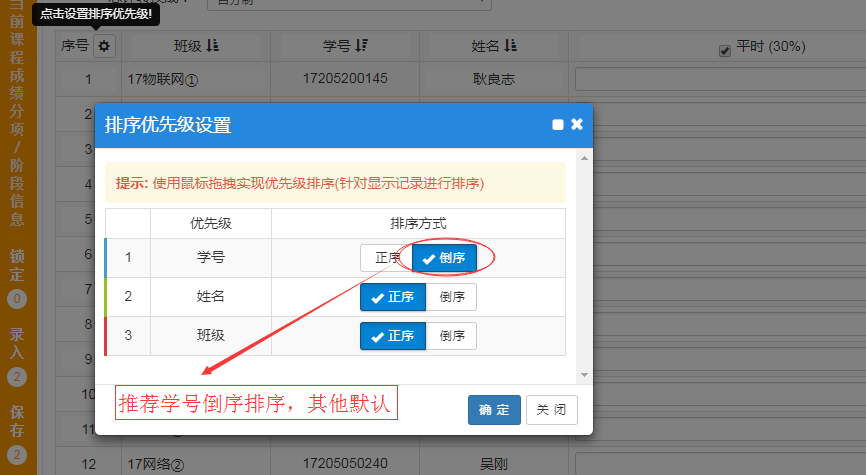 点击设置排序优先级!
当前课程成绩分项/阶段信息
锁定
0
录入
2
保存
2
序号
班级
学号
姓名
平时 (30%)
1
17物联网①
17205200145
耿良志
2
3
4
5
6
7
8
9
10
11
12
17网络②
17205050240
吴刚
排序优先级设置
提示: 使用鼠标拖拽实现优先级排序(针对显示记录进行排序)
优先级
排序方式
1
学号
正序
倒序
2
姓名
正序
倒序
3
班级
正序
倒序
推荐学号倒序排序，其他默认
确 定
关 闭